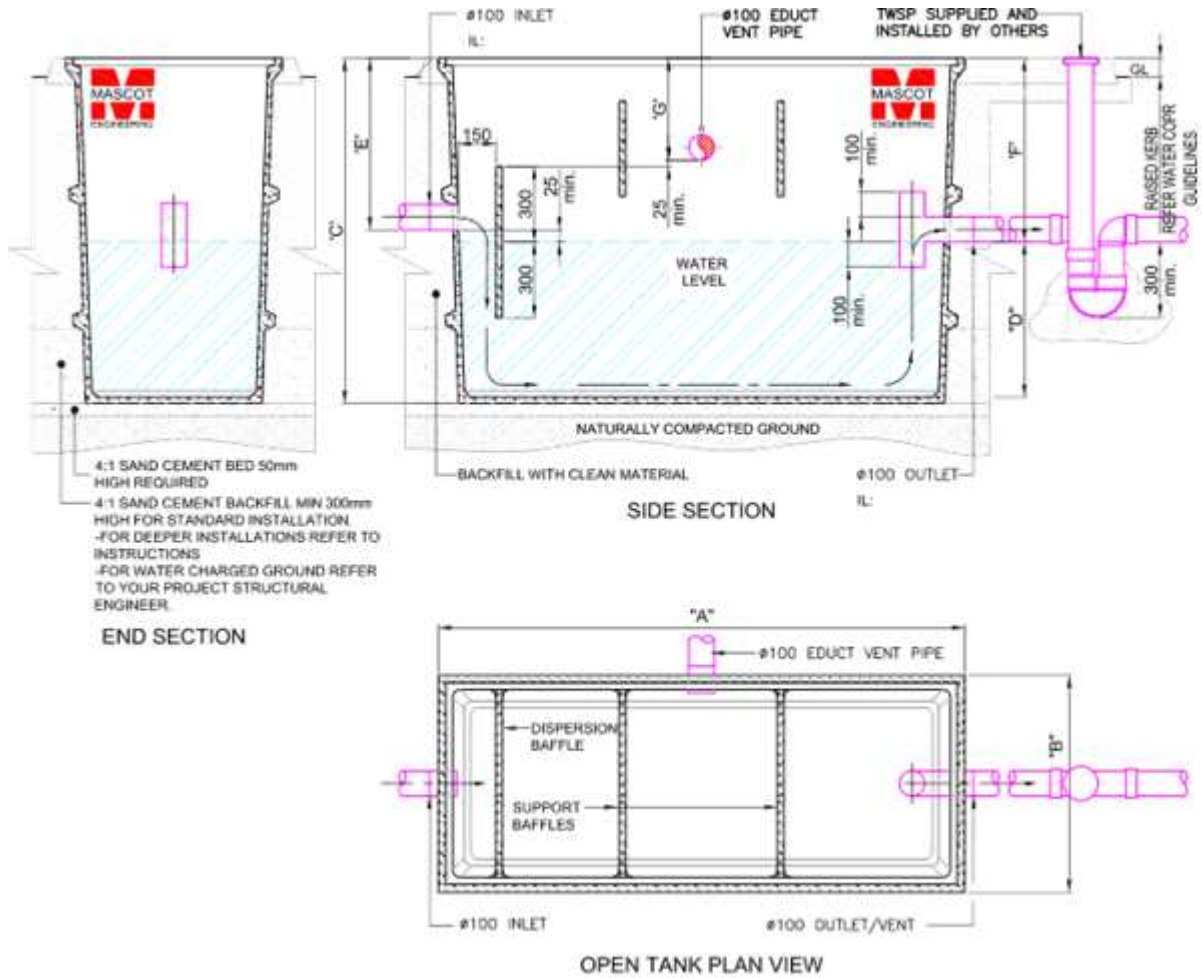 ø100 INLET
IL:
ø100 EDUCT
VENT PIPE
TWSP SUPPLIED AND
INSTALLED BY OTHERS
MASCOT
ENGINEERING
'C'
'E'
150
300
300
25
min.
'G'
25
min.
WATER
LEVEL
MASCOT
ENGINEERING
100
min.
100
min.
'F'
"D"
GL
RAISED KERB
REFER WATER COPR
GUIDELINES
300
min.
NATURALLY COMPACTED GROUND
BACKFILL WITH CLEAN MATERIAL
ø100 OUTLET
IL:
SIDE SECTION
4:1 SAND CEMENT BED 50mm
HIGH REQUIRED
4:1 SAND CEMENT BACKFILL MIN 300mm
HIGH FOR STANDARD INSTALLATION.
-FOR DEEPER INSTALLATIONS REFER TO
INSTRUCTIONS
-FOR WATER CHARGED GROUND REFER
TO YOUR PROJECT STRUCTURAL
ENGINEER.
END SECTION
"A"
ø100 EDUCT VENT PIPE
DISPERSION
BAFFLE
SUPPORT
BAFFLES
"B"
ø100 INLET
ø100 OUTLET/VENT
OPEN TANK PLAN VIEW